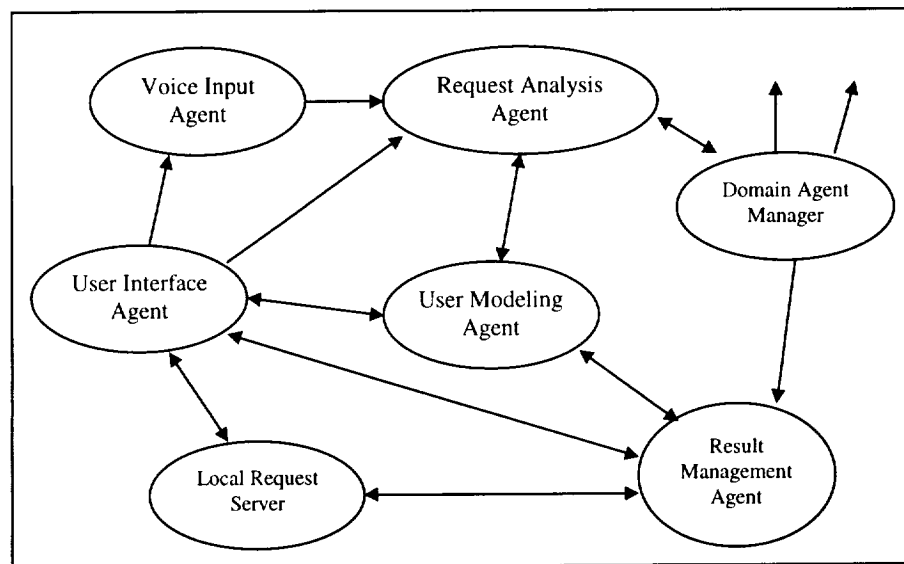 Voice Input
Agent
Request Analysis
Agent
Domain Agent
Manager
User Interface
Agent
User Modeling
Agent
Local Request
Server
Result
Management
Agent